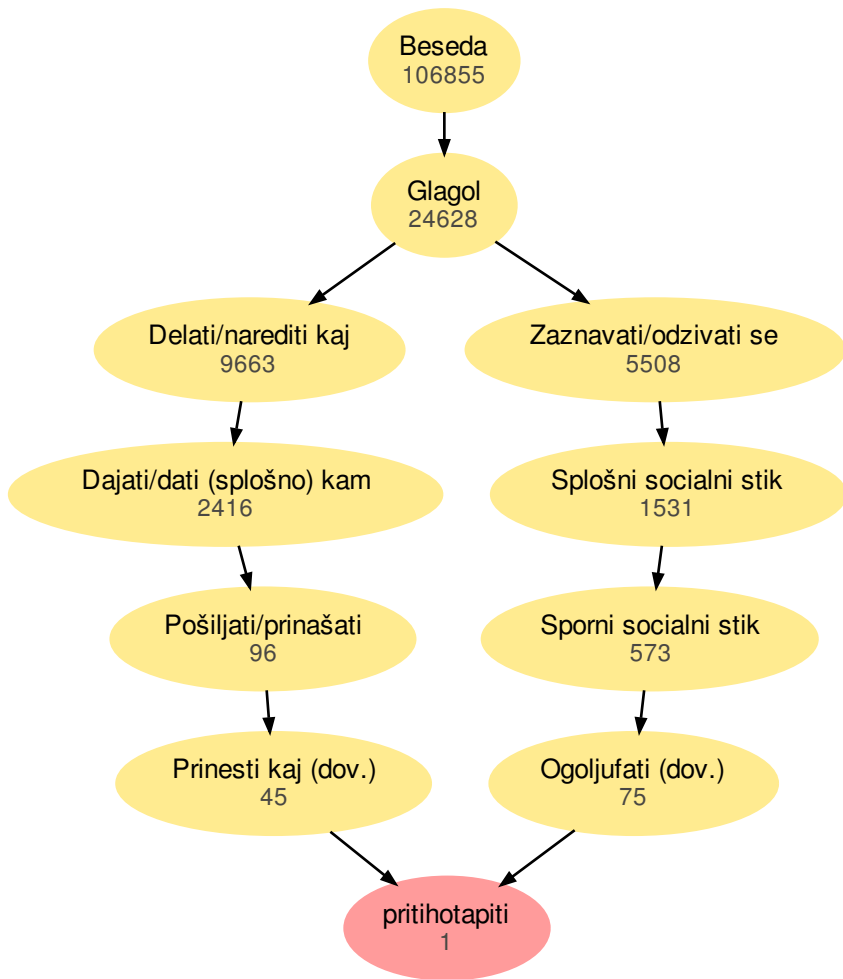 Beseda
106855
Glagol
24628
Delati/narediti kaj
9663
Zaznavati/odzivati se
5508
Dajati/dati (splošno) kam
2416
Splošni socialni stik
1531
Pošiljati/prinašati
96
Sporni socialni stik
573
Prinesti kaj (dov.)
45
Ogoljufati (dov.)
75
pritihotapiti
1